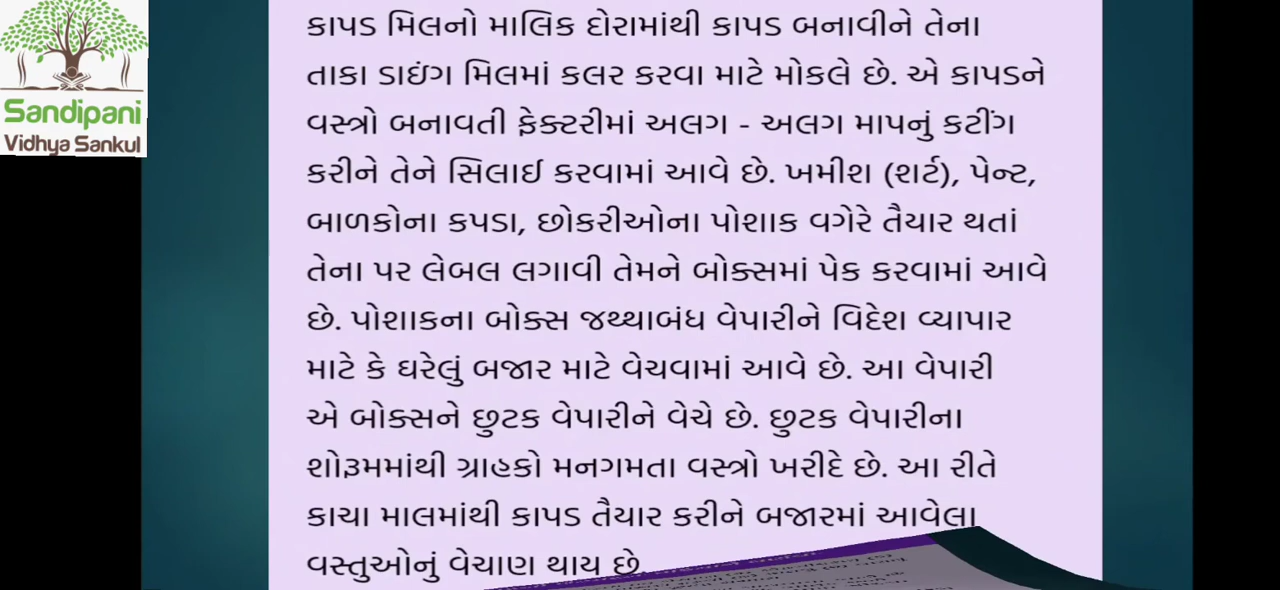 Sandipani
Vidhya Sankul
કાપડ મિલનો માલિક દોરામાંથી કાપડ બનાવીને તેના
તાકા ડાઇંગ મિલમાં કલર કરવા માટે મોકલે છે. એ કાપડને
વસ્ત્રો બનાવતી ફેક્ટરીમાં અલગ - અલગ માપનું કટીંગ
કરીને તેને સિલાઈ કરવામાં આવે છે. ખમીશ (શર્ટ), પેન્ટ,
બાળકોના કપડા, છોકરીઓના પોશાક વગેરે તૈયાર થતાં
તેના પર લેબલ લગાવી તેમને બોક્સમાં પેક કરવામાં આવે
છે. પોશાકના બોક્સ જથ્થાબંધ વેપારીને વિદેશ વ્યાપાર
માટે કે ઘરેલું બજાર માટે વેચવામાં આવે છે. આ વેપારી
એ બોક્સને છુટક વેપારીને વેચે છે. છુટક વેપારીના
શોરૂમમાંથી ગ્રાહકો મનગમતા વસ્ત્રો ખરીદે છે. આ રીતે
કાચા માલમાંથી કાપડ તૈયાર કરીને બજારમાં આવેલા
વસ્તુઓનું વેચાણ થાય છે.